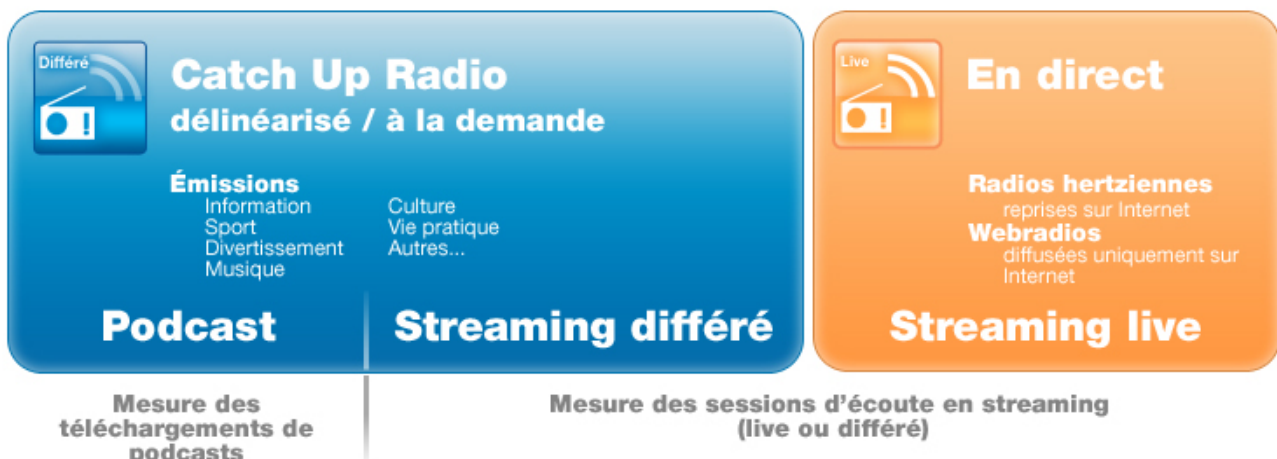 Différé
Catch Up Radio
délinéarisé / à la demande
Émissions
Information
Sport
Divertissement
Musique
Culture
Vie pratique
Autres...
Podcast
Streaming différé
Live
En direct
Radios hertziennes
reprises sur Internet
Webradios
diffusées uniquement sur
Internet
Streaming live
Mesure des
téléchargements de
podcasts
Mesure des sessions d'écoute en streaming
(live ou différé)